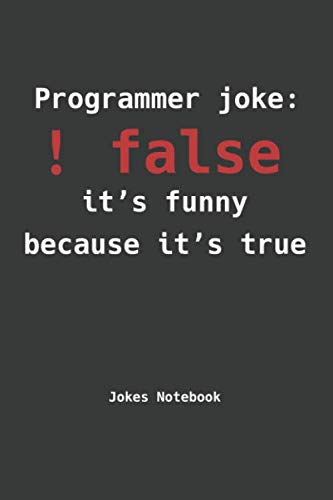 Programmer joke:
! false
it’s funny
because it’s true
Jokes Notebook